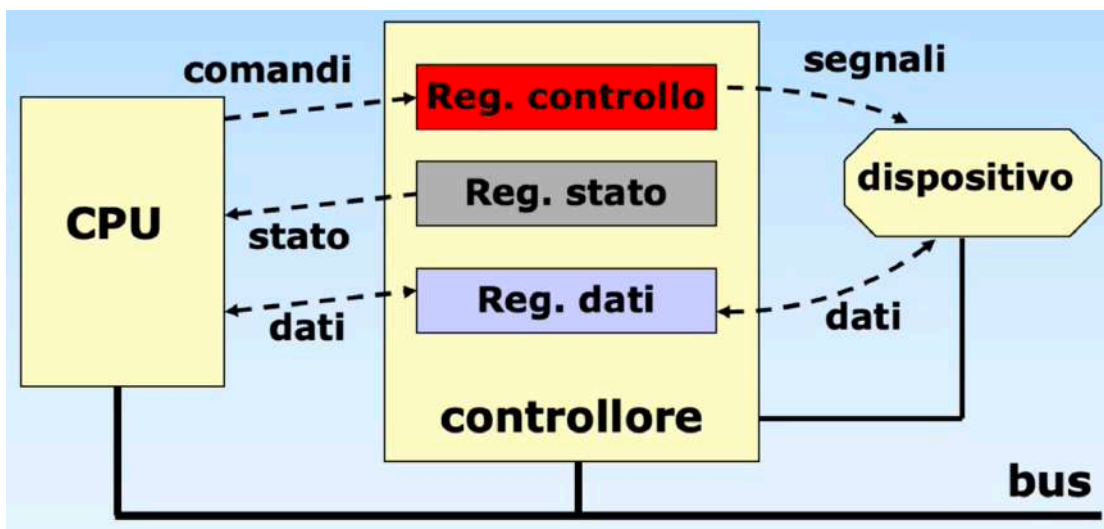 comandi
segnali
Reg. controllo
dispositivo
CPU
Reg. stato
stato
Reg. dati
dati
dati
controllore
bus